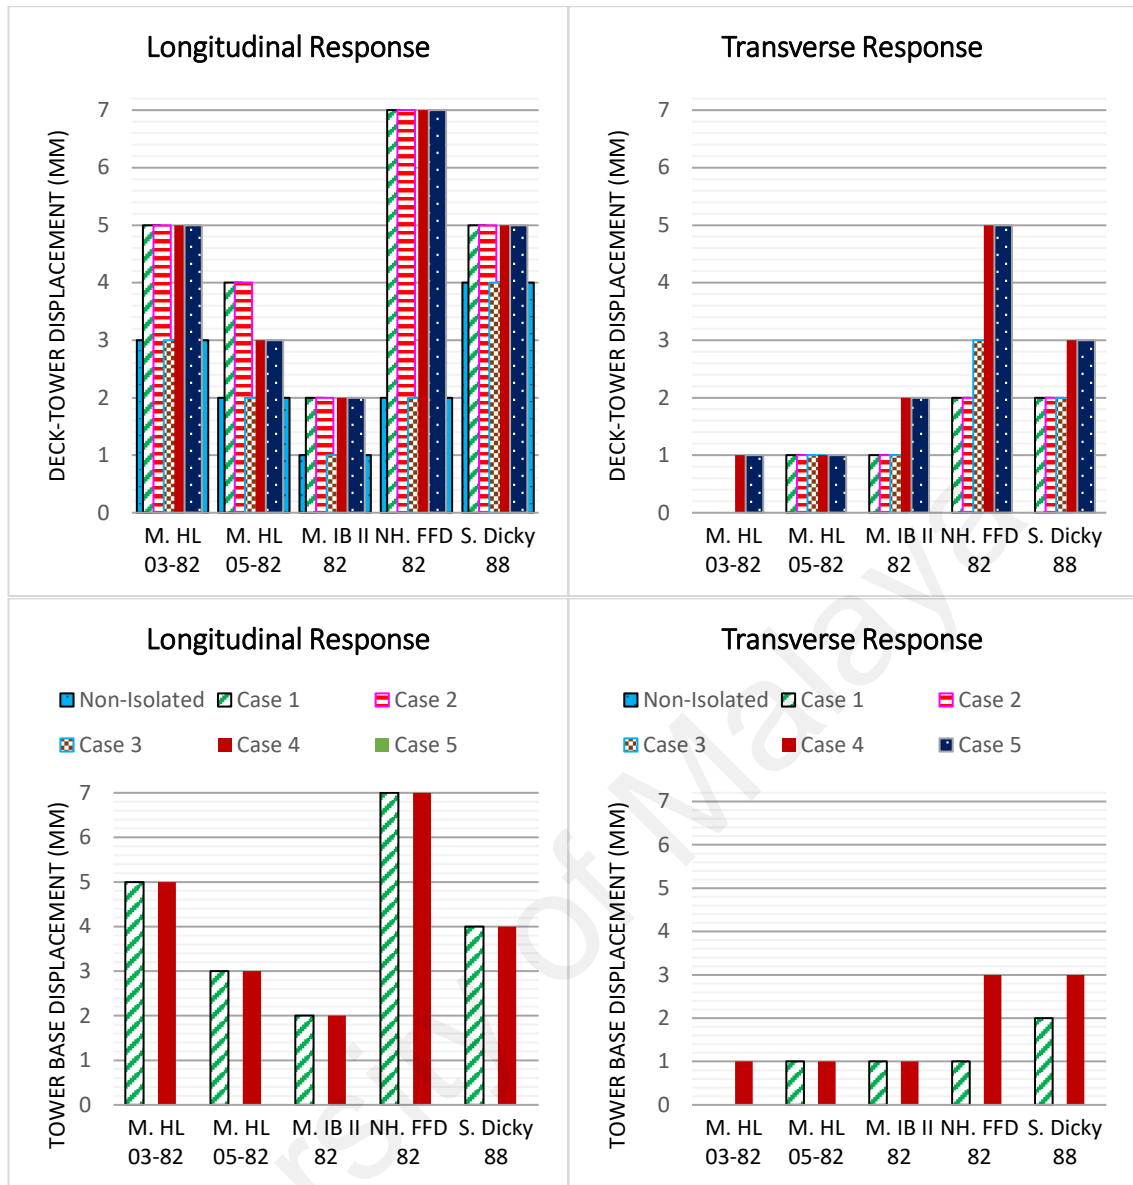 Longitudinal Response
DECK-TOWER DISPLACEMENT (MM)
7
6
5
4
3
2
1
0
M. HL M. HL M. IB II NH. FFD S. Dicky
03-82 05-82 82 82 88
Transverse Response
DECK-TOWER DISPLACEMENT (MM)
7
6
5
4
3
2
1
0
M. HL M. HL M. IB II NH. FFD S. Dicky
03-82 05-82 82 82 88
Longitudinal Response
Non-Isolated Case 1 Case 2
Case 3 Case 4 Case 5
TOWER BASE DISPLACEMENT (MM)
7
6
5
4
3
2
1
0
M. HL M. HL M. IB II NH. FFD S. Dicky
03-82 05-82 82 82 88
Transverse Response
Non-Isolated Case 1 Case 2
Case 3 Case 4 Case 5
TOWER BASE DISPLACEMENT (MM)
7
6
5
4
3
2
1
0
M. HL M. HL M. IB II NH. FFD S. Dicky
03-82 05-82 82 82 88
rsity of Malaya